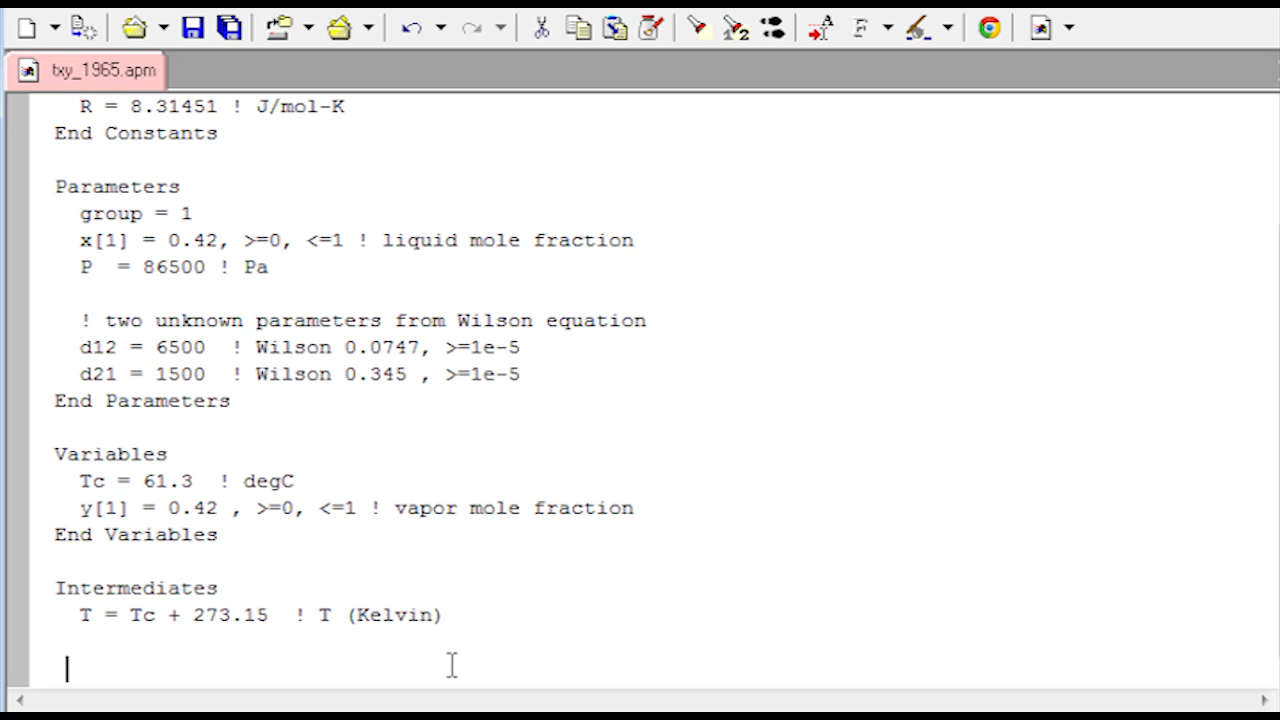 txy_1965.apm
R = 8.31451 ! J/mol-K
End Constants
Parameters
group = 1
x[1] = 0.42, >=0, <=1 ! liquid mole fraction
P  = 86500 ! Pa
! two unknown parameters from Wilson equation
d12 = 6500  ! Wilson 0.0747, >=1e-5
d21 = 1500  ! Wilson 0.345 , >=1e-5
End Parameters
Variables
Tc = 61.3  ! degC
y[1] = 0.42 , >=0, <=1 ! vapor mole fraction
End Variables
Intermediates
T = Tc + 273.15  ! T (Kelvin)